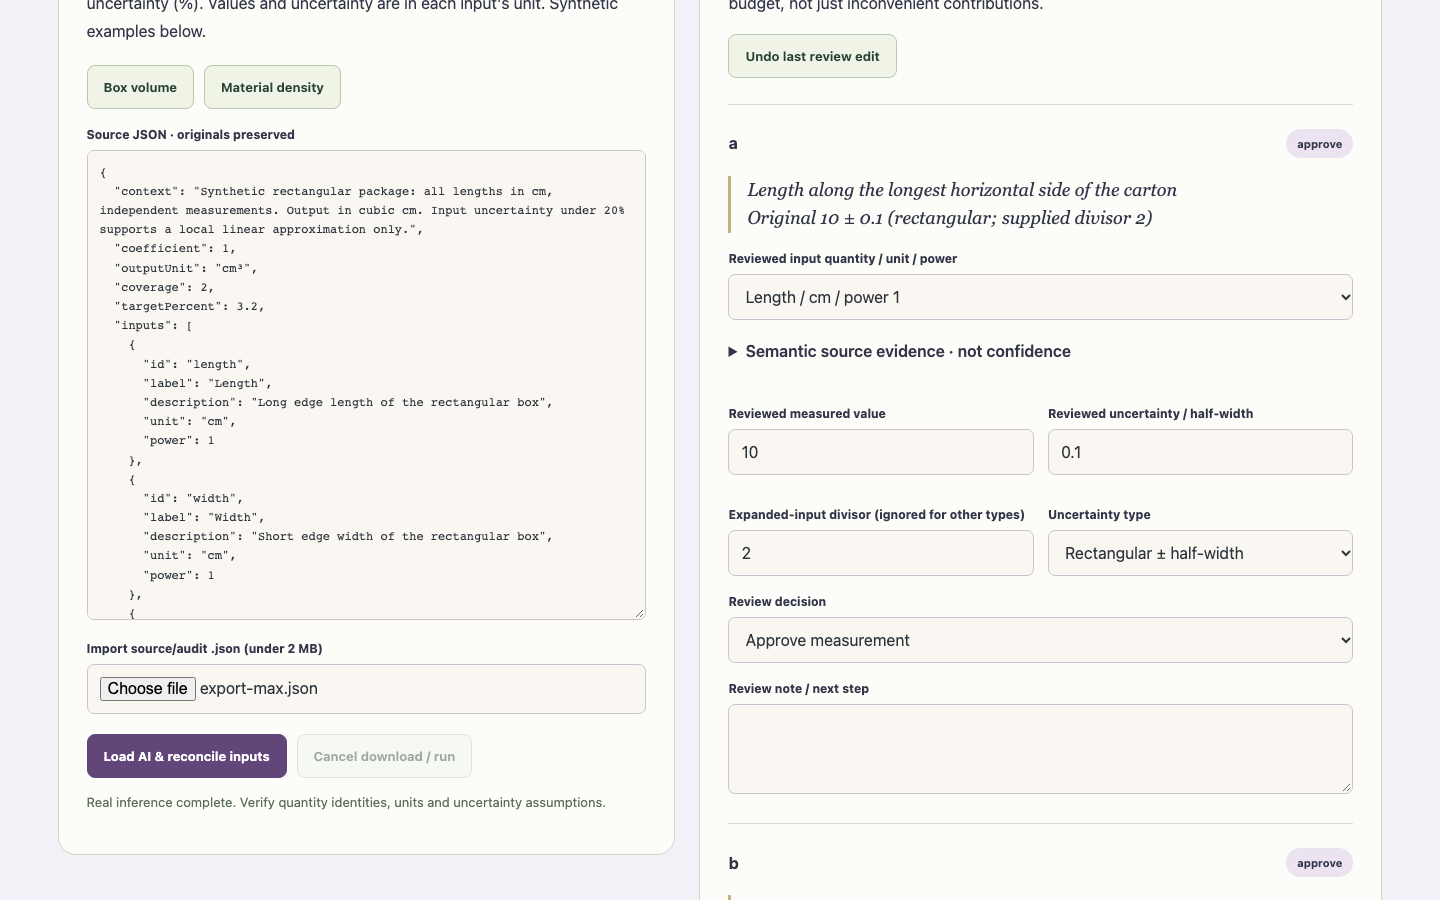 uncertainty (%). Values and uncertainty are in each input's unit. Synthetic
examples below.
Box volume
Material density
Source JSON · originals preserved
{
  "context": "Synthetic rectangular package: all lengths in cm,
independent measurements. Output in cubic cm. Input uncertainty under 20%
supports a local linear approximation only.",
  "coefficient": 1,
  "outputUnit": "cm³",
  "coverage": 2,
  "targetPercent": 3.2,
  "inputs": [
    {
      "id": "length",
      "label": "Length",
      "description": "Long edge length of the rectangular box",
      "unit": "cm",
      "power": 1
    },
    {
      "id": "width",
      "label": "Width",
      "description": "Short edge width of the rectangular box",
      "unit": "cm",
      "power": 1
    },
    {
Import source/audit .json (under 2 MB)
Choose file export-max.json
Load AI & reconcile inputs
Cancel download / run
Real inference complete. Verify quantity identities, units and uncertainty assumptions.
budget, not just inconvenient contributions.
Undo last review edit
a
approve
Length along the longest horizontal side of the carton
Original 10 ± 0.1 (rectangular; supplied divisor 2)
Reviewed input quantity / unit / power
Length / cm / power 1
Semantic source evidence · not confidence
Reviewed measured value
Reviewed uncertainty / half-width
10
0.1
Expanded-input divisor (ignored for other types)
Uncertainty type
2
Rectangular ± half-width
Review decision
Approve measurement
Review note / next step
b
approve